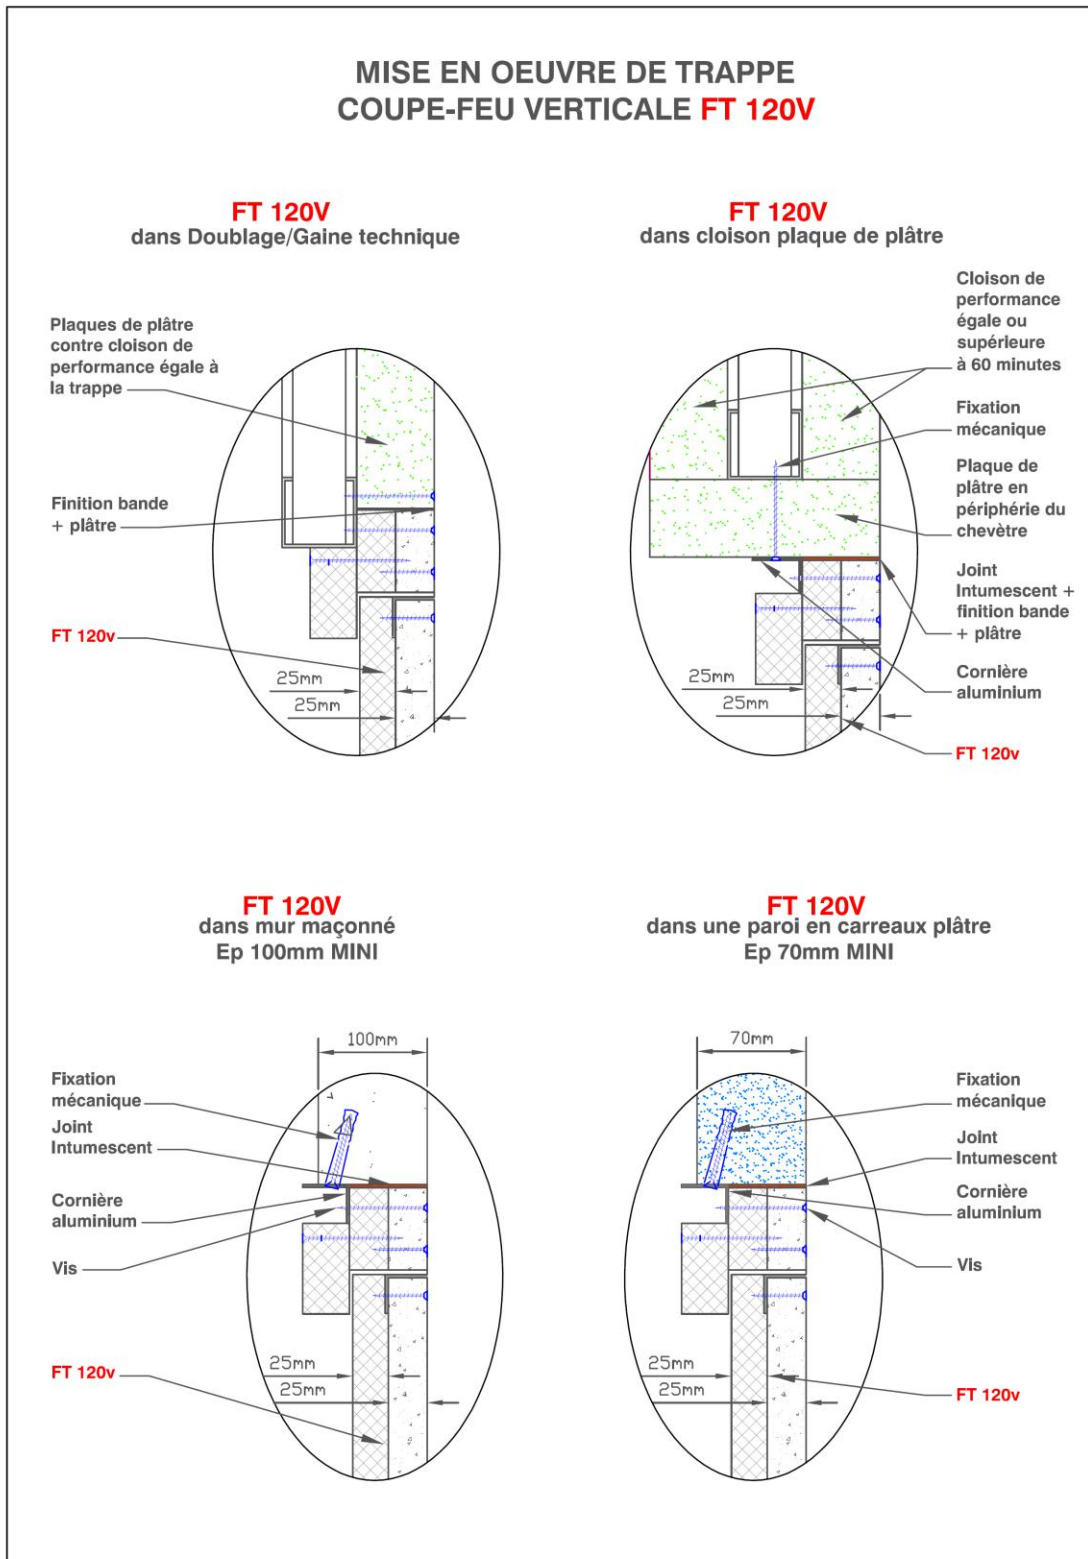 MISE EN OEUVRE DE TRAPPE
COUPE-FEU VERTICALE FT 120V
FT 120V
dans Doublage/Gaine technique
Plaques de plâtre
contre cloison de
performance égale à
la trappe
Finition bande
+ plâtre
FT 120v
25mm
25mm
FT 120V
dans cloison plaque de plâtre
Cloison de
performance
égale ou
supérieure
à 60 minutes
Fixation
mécanique
Plaque de
plâtre en
périphérie du
chevètre
Joint
Intumescent +
finition bande
+ plâtre
Cornière
aluminium
25mm
25mm
FT 120v
FT 120V
dans mur maçonné
Ep 100mm MINI
100mm
Fixation
mécanique
Joint
Intumescent
Cornière
aluminium
Vis
FT 120v
25mm
25mm
FT 120V
dans une paroi en carreaux plâtre
Ep 70mm MINI
70mm
Fixation
mécanique
Joint
Intumescent
Cornière
aluminium
Vis
25mm
25mm
FT 120v